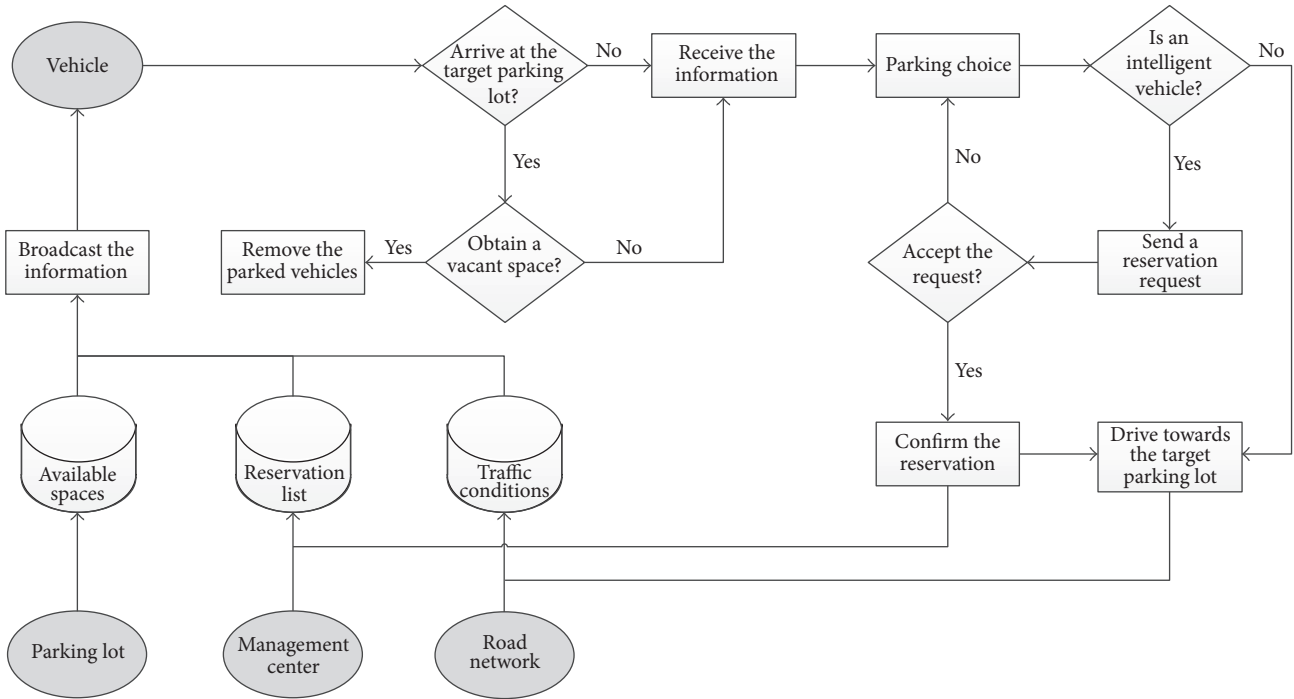 Vehicle
Arrive at the
target parking
lot?
No
Receive the
information
Parking choice
Is an
intelligent
vehicle?
No
Yes
No
Yes
Broadcast the
information
Remove the
parked vehicles
Yes
Obtain a
vacant space?
No
Accept the
request?
Send a
reservation
request
Yes
Available
spaces
Reservation
list
Traffic
conditions
Confirm the
reservation
Drive towards
the target
parking lot
Parking lot
Management
center
Road
network